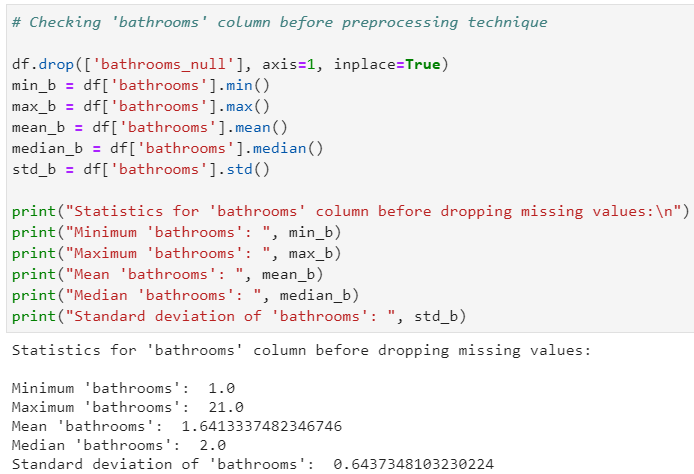 # Checking 'bathrooms' column before preprocessing technique
df.drop(['bathrooms_null'], axis=1, inplace=True)
min_b = df['bathrooms'].min()
max_b = df['bathrooms'].max()
mean_b = df['bathrooms'].mean()
median_b = df['bathrooms'].median()
std_b = df['bathrooms'].std()
print("Statistics for 'bathrooms' column before dropping missing values:\n")
print("Minimum 'bathrooms': ", min_b)
print("Maximum 'bathrooms': ", max_b)
print("Mean 'bathrooms': ", mean_b)
print("Median 'bathrooms': ", median_b)
print("Standard deviation of 'bathrooms': ", std_b)
Statistics for 'bathrooms' column before dropping missing values:
Minimum 'bathrooms':  1.0
Maximum 'bathrooms':  21.0
Mean 'bathrooms':  1.6413337482346746
Median 'bathrooms':  2.0
Standard deviation of 'bathrooms':  0.6437348103230224